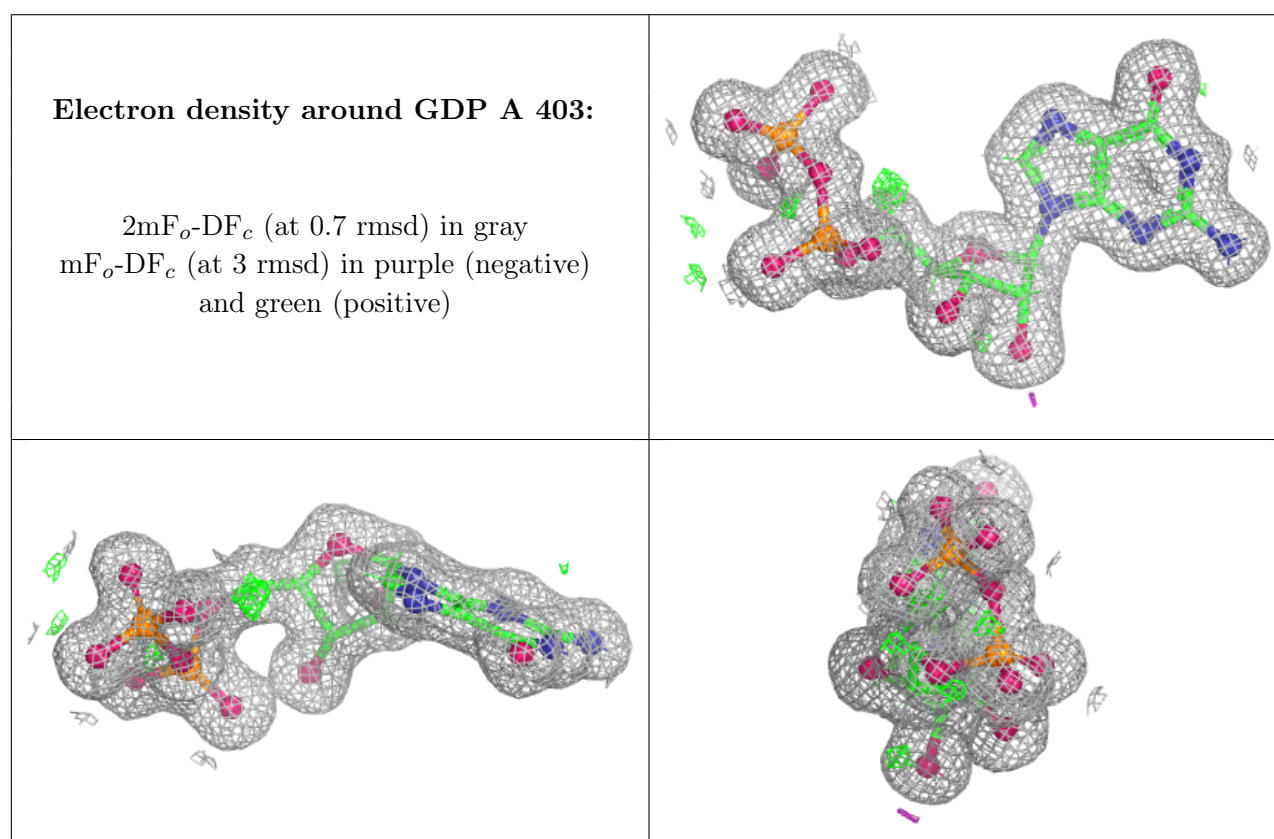 Electron density around GDP A 403:
2mFo-DFc (at 0.7 rmsd) in gray
mFo-DFc (at 3 rmsd) in purple (negative)
and green (positive)